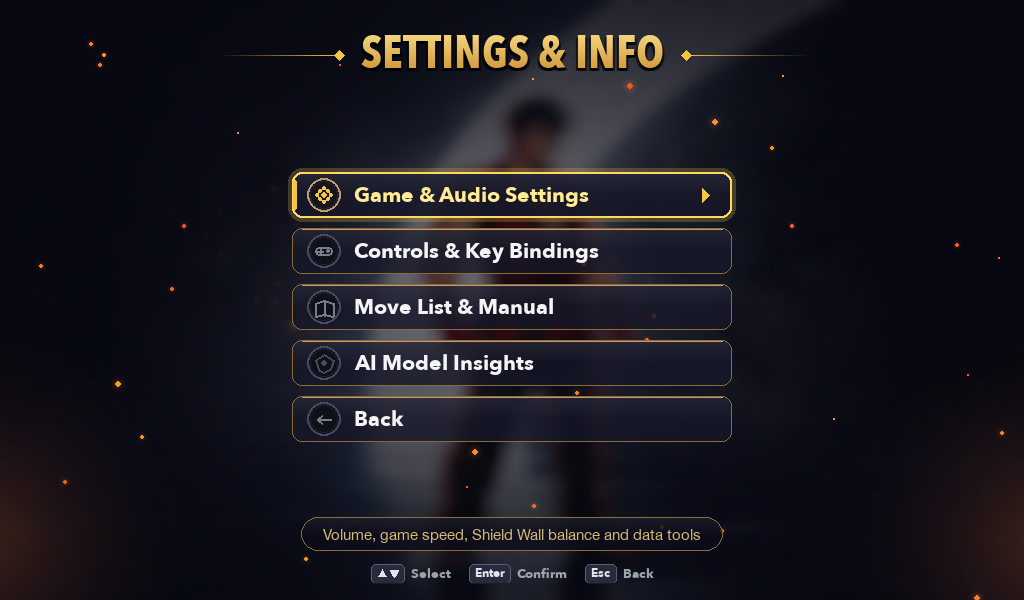 SETTINGS & INFO
Game & Audio Settings
Controls & Key Bindings
Move List & Manual
AI Model Insights
Back
Volume, game speed, Shield Wall balance and data tools
▲▼ Select Enter Confirm Esc Back